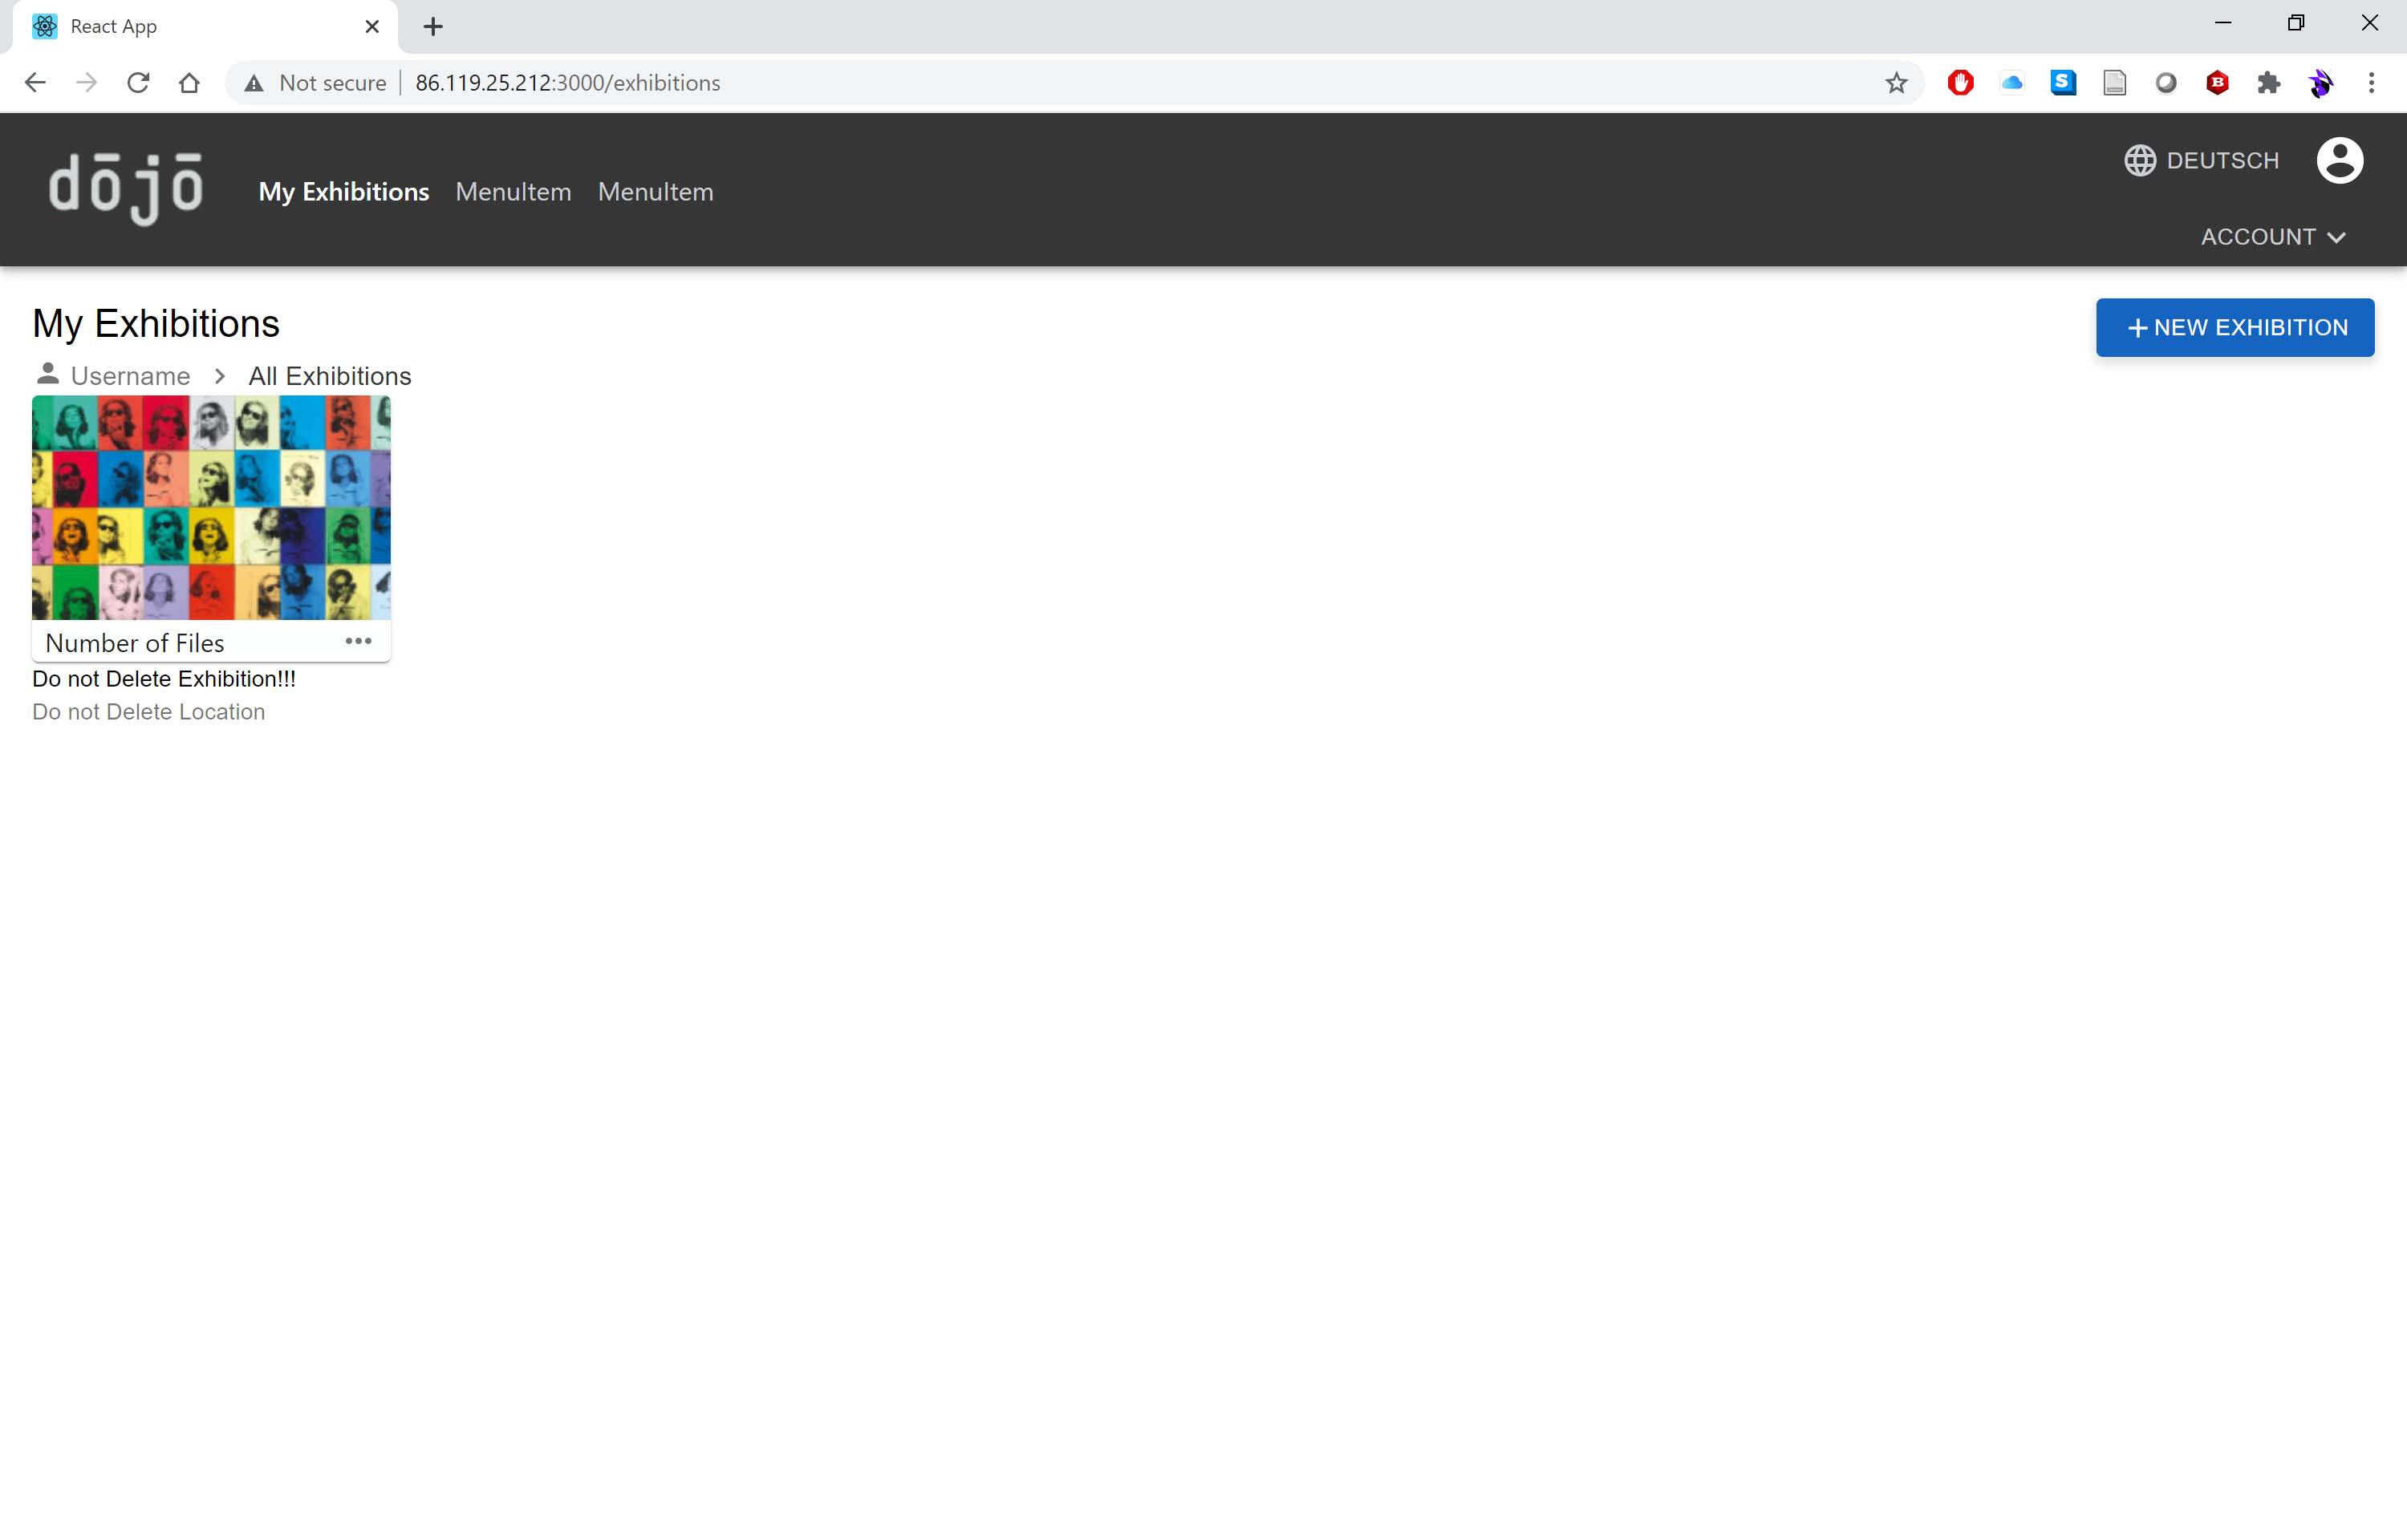 React App
Not secure 86.119.25.212:3000/exhibitions
dōjō My Exhibitions MenuItem MenuItem DEUTSCH
ACCOUNT
My Exhibitions
+ NEW EXHIBITION
Username > All Exhibitions
Number of Files
Do not Delete Exhibition!!!
Do not Delete Location